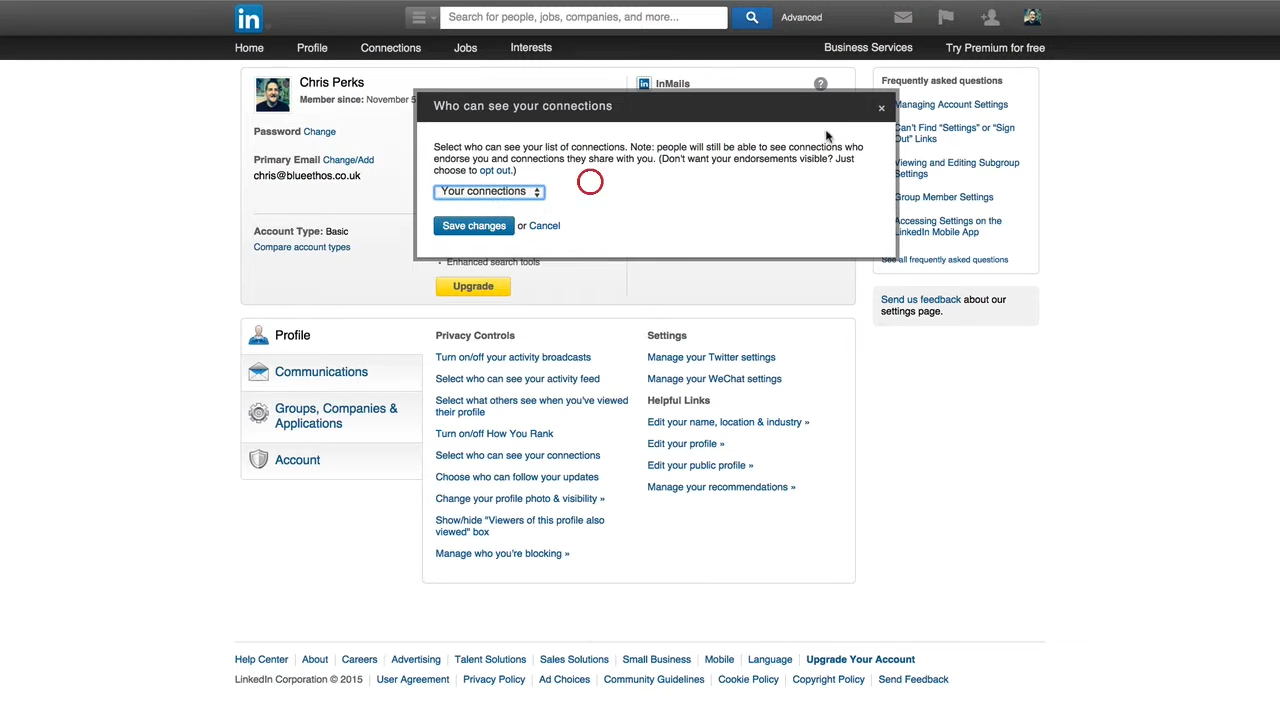 in
Search for people, jobs, companies, and more...
Advanced
Home
Profile
Connections
Jobs
Interests
Business Services
Try Premium for free
Chris Perks
Member since: November 5
Password Change
Primary Email Change/Add
chris@blueethos.co.uk
Account Type: Basic
Compare account types
in InMails
?
Who can see your connections
×
Select who can see your list of connections. Note: people will still be able to see connections who
endorse you and connections they share with you. (Don't want your endorsements visible? Just
choose to opt out.)
Your connections
Save changes or Cancel
Enhanced search tools
Upgrade
Frequently asked questions
Managing Account Settings
Can't Find "Settings" or "Sign
Out" Links
Viewing and Editing Subgroup
Settings
Group Member Settings
Accessing Settings on the
LinkedIn Mobile App
See all frequently asked questions
Send us feedback about our
settings page.
Profile
Communications
Groups, Companies &
Applications
Account
Privacy Controls
Turn on/off your activity broadcasts
Select who can see your activity feed
Select what others see when you've viewed
their profile
Turn on/off How You Rank
Select who can see your connections
Choose who can follow your updates
Change your profile photo & visibility »
Show/hide "Viewers of this profile also
viewed" box
Manage who you're blocking »
Settings
Manage your Twitter settings
Manage your WeChat settings
Helpful Links
Edit your name, location & industry »
Edit your profile »
Edit your public profile »
Manage your recommendations »
Help Center
About
Careers
Advertising
Talent Solutions
Sales Solutions
Small Business
Mobile
Language
Upgrade Your Account
LinkedIn Corporation © 2015
User Agreement
Privacy Policy
Ad Choices
Community Guidelines
Cookie Policy
Copyright Policy
Send Feedback